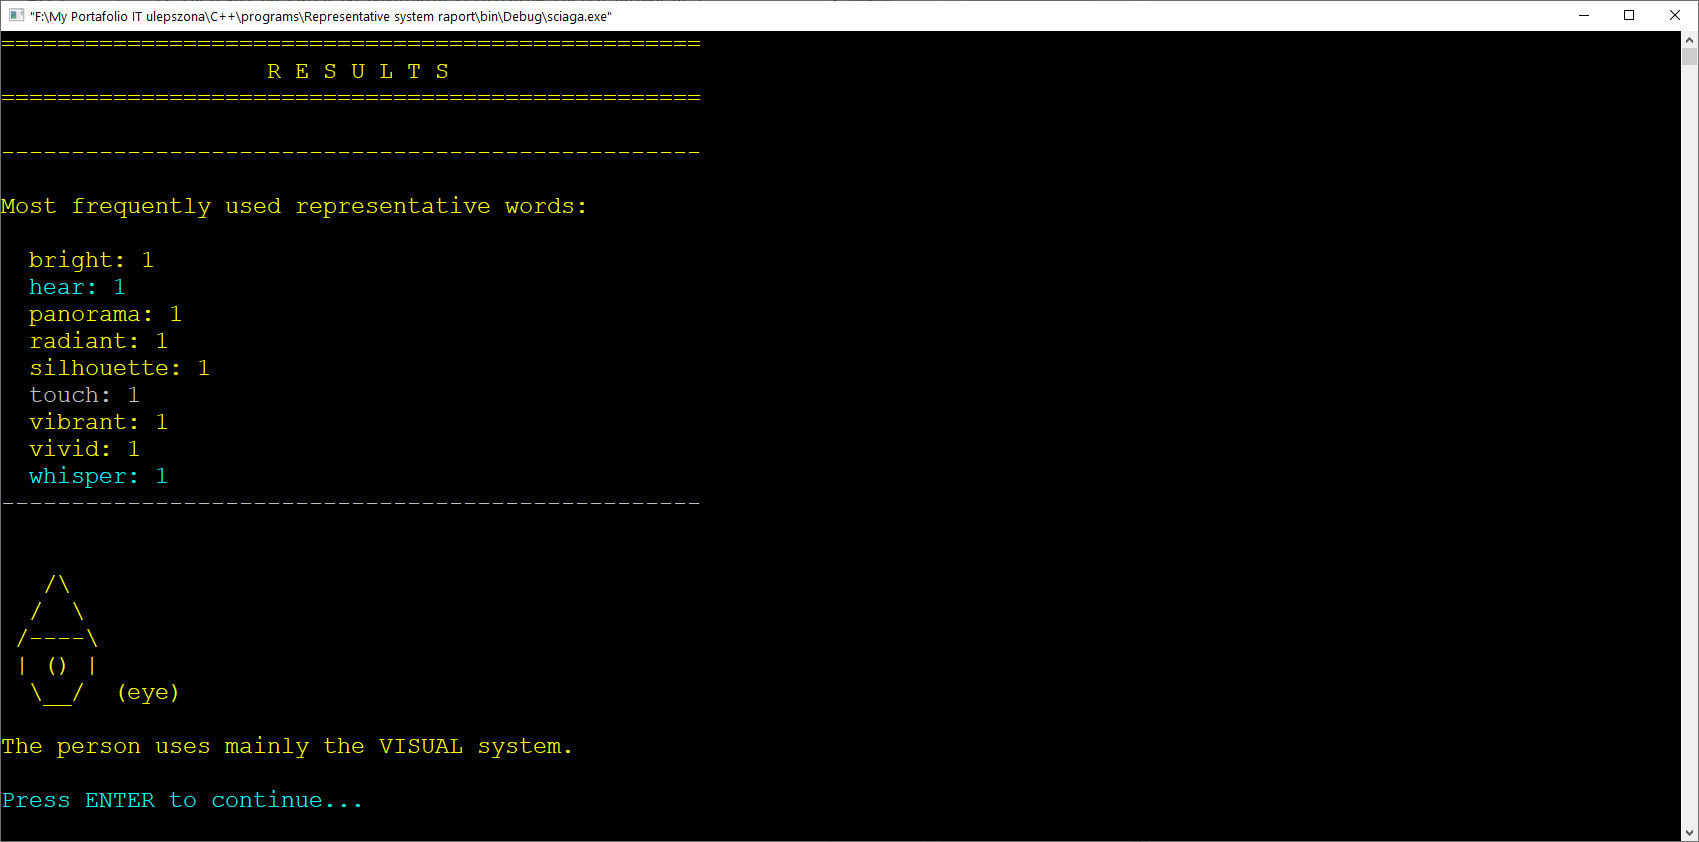 "F:\My Portafolio IT ulepszona\C++\programs\Representative system raport\bin\Debug\sciaga.exe"
==================================================
R E S U L T S
==================================================
--------------------------------------------------
Most frequently used representative words:
bright: 1
hear: 1
panorama: 1
radiant: 1
silhouette: 1
touch: 1
vibrant: 1
vivid: 1
whisper: 1
--------------------------------------------------
   /\
  /  \
 /----\
 | () |
  \__/  (eye)
The person uses mainly the VISUAL system.
Press ENTER to continue...